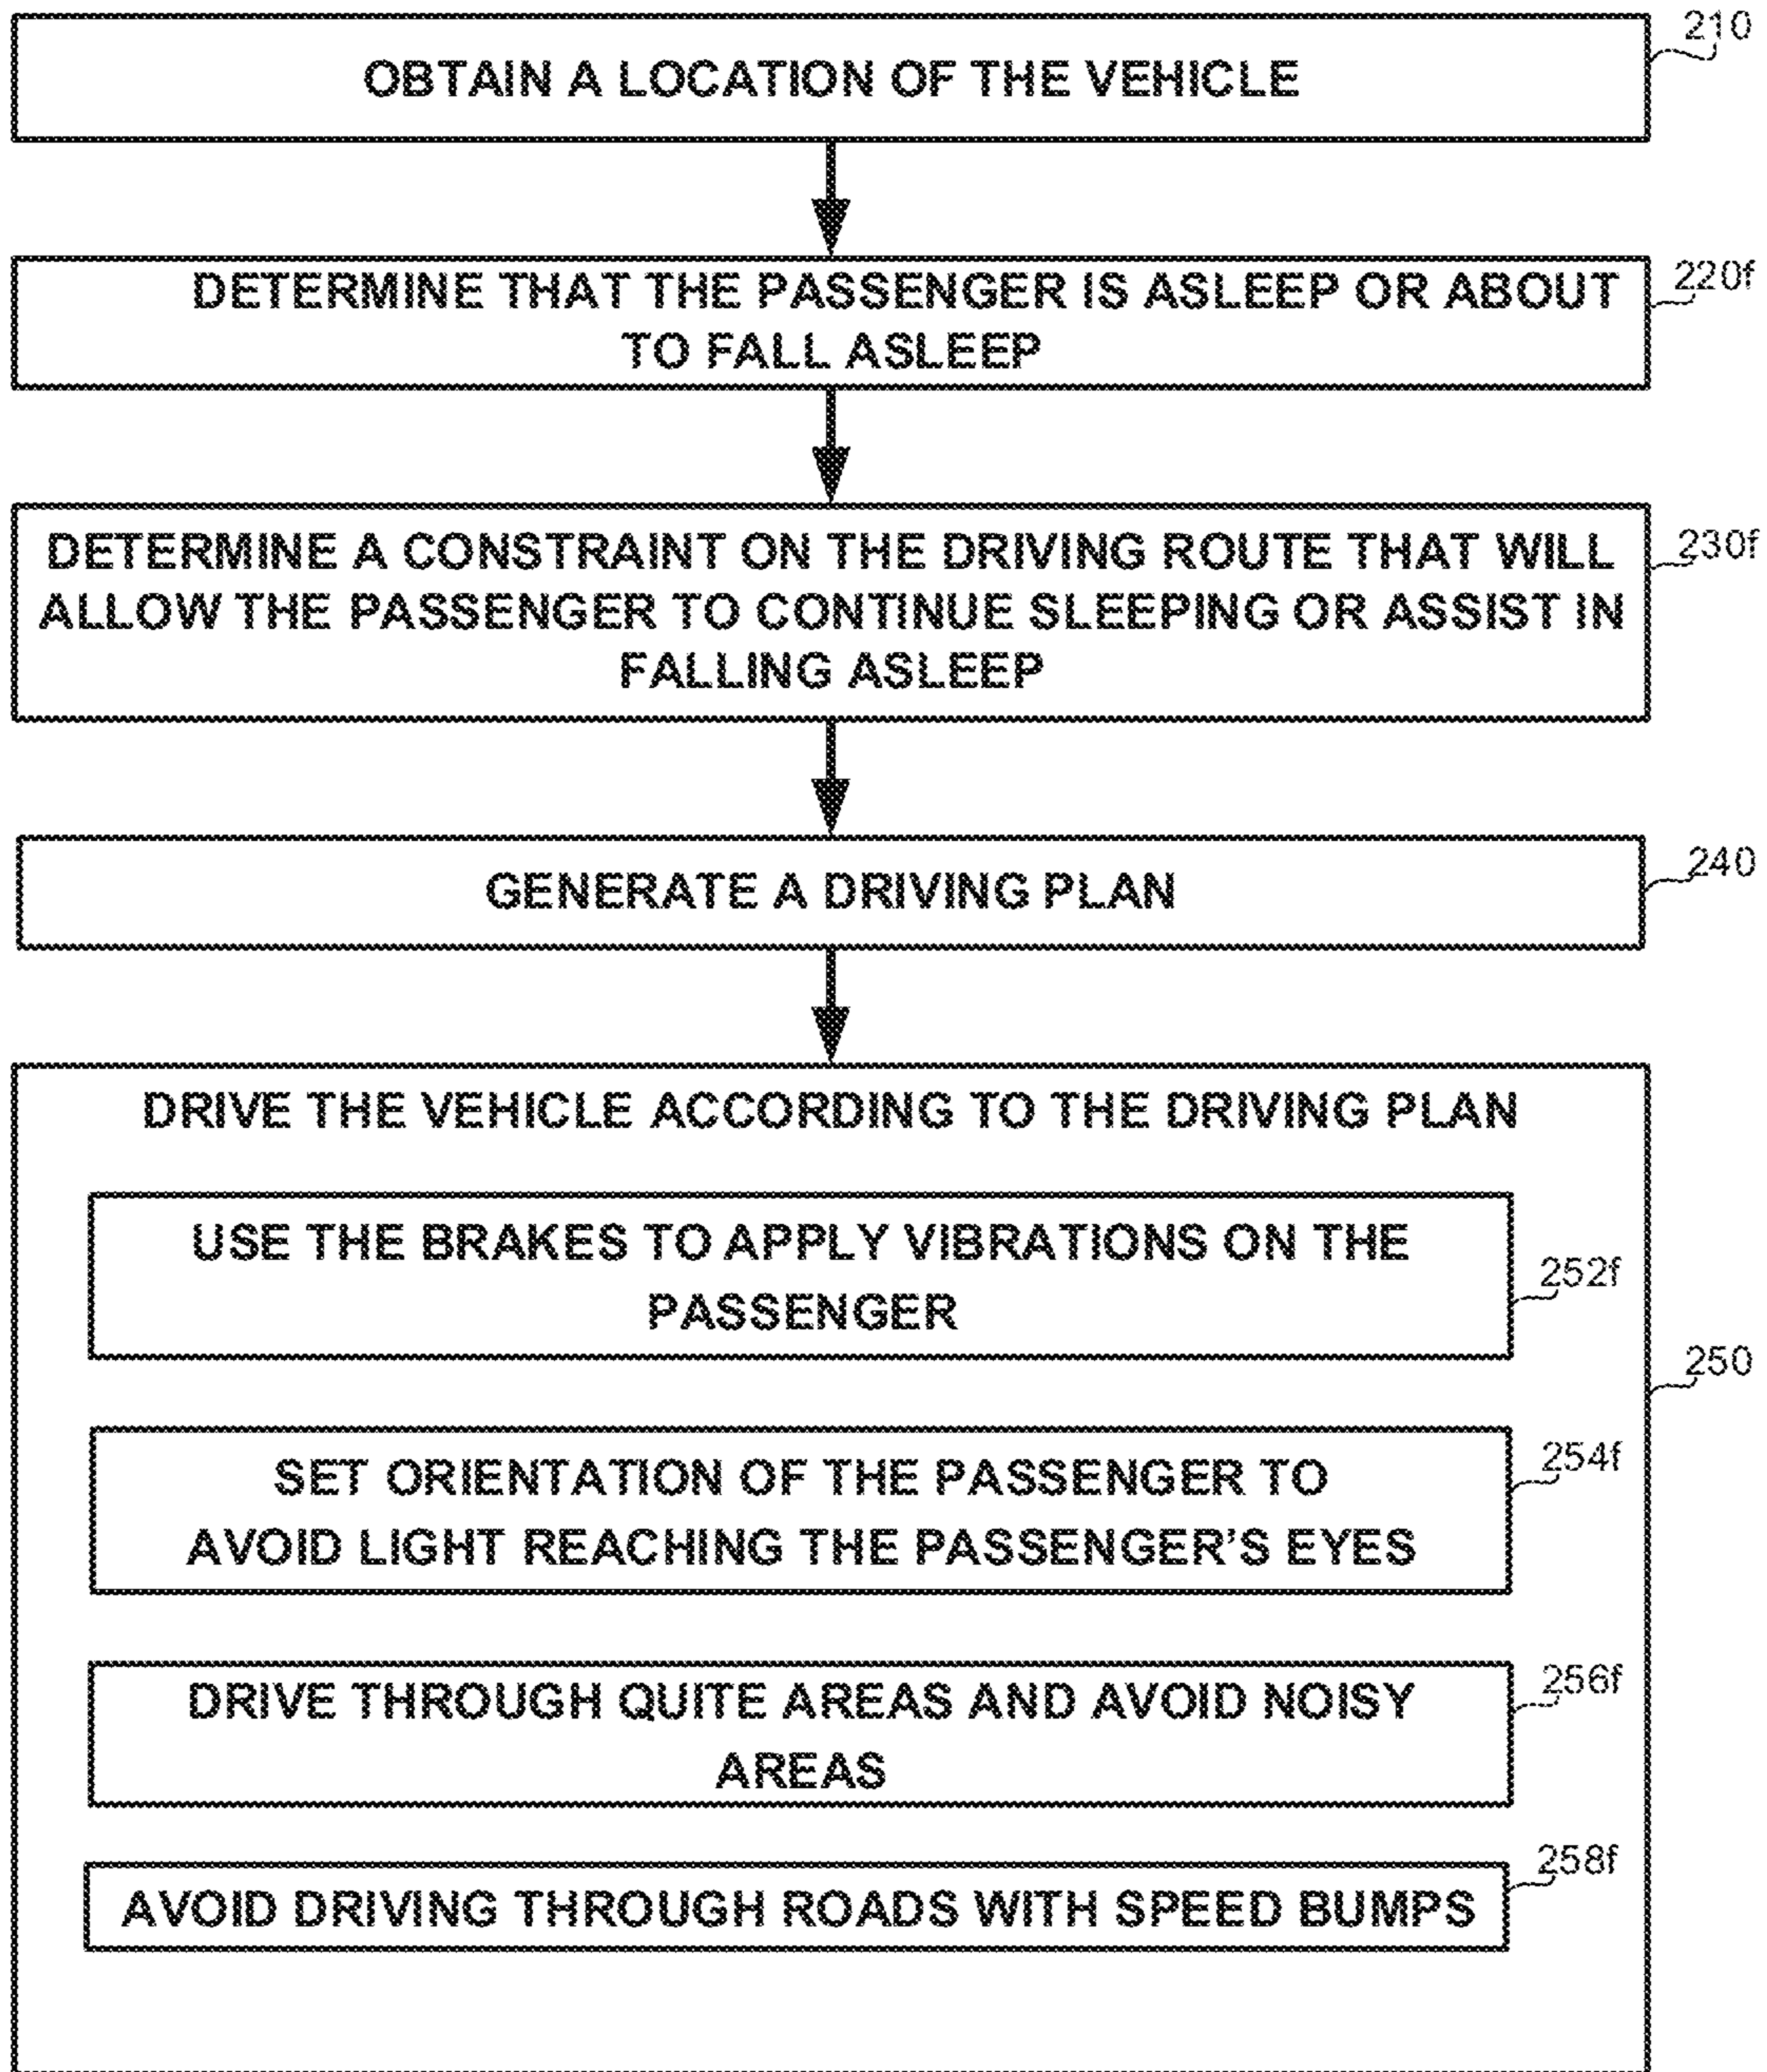 210
OBTAIN A LOCATION OF THE VEHICLE
220f
DETERMINE THAT THE PASSENGER IS ASLEEP OR ABOUT
TO FALL ASLEEP
230f
DETERMINE A CONSTRAINT ON THE DRIVING ROUTE THAT WILL
ALLOW THE PASSENGER TO CONTINUE SLEEPING OR ASSIST IN
FALLING ASLEEP
240
GENERATE A DRIVING PLAN
DRIVE THE VEHICLE ACCORDING TO THE DRIVING PLAN
USE THE BRAKES TO APPLY VIBRATIONS ON THE
PASSENGER
252f
250
SET ORIENTATION OF THE PASSENGER TO
AVOID LIGHT REACHING THE PASSENGER'S EYES
254f
DRIVE THROUGH QUITE AREAS AND AVOID NOISY
AREAS
256f
AVOID DRIVING THROUGH ROADS WITH SPEED BUMPS
258f